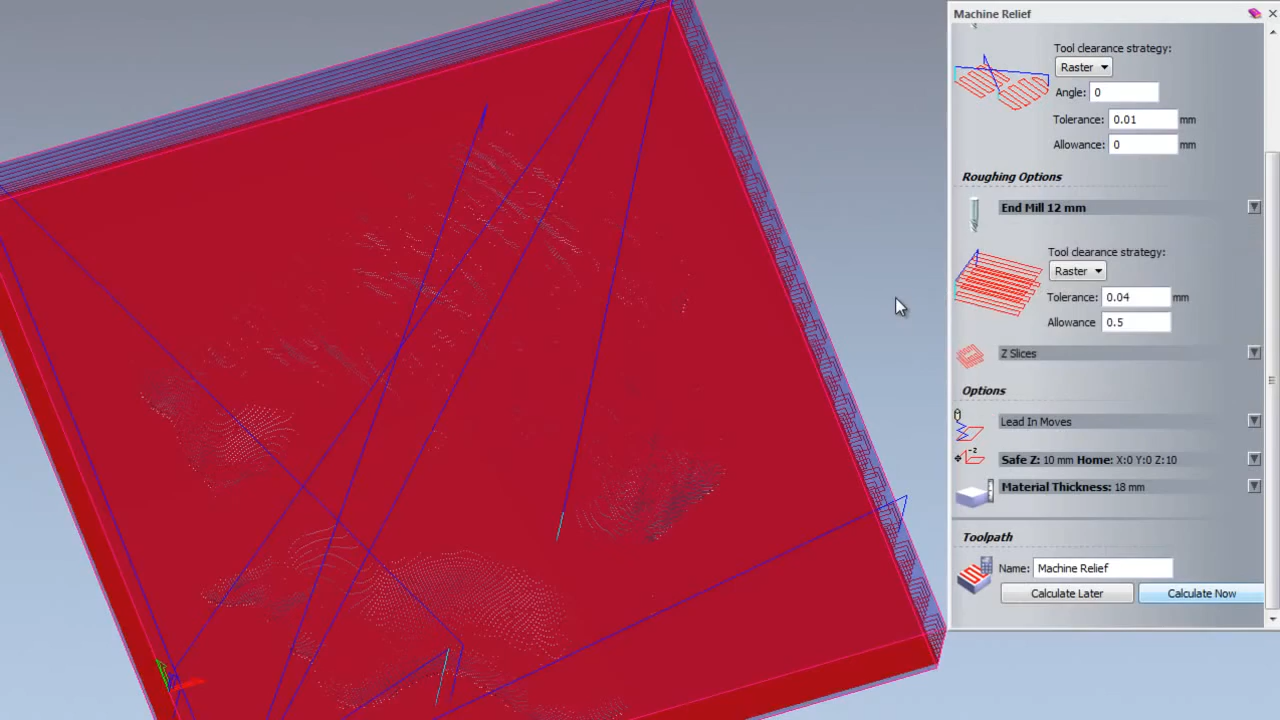 Machine Relief
Tool clearance strategy:
Raster
Angle: 0
Tolerance: 0.01 mm
Allowance: 0 mm
Roughing Options
End Mill 12 mm
Tool clearance strategy:
Raster
Tolerance: 0.04 mm
Allowance 0.5
Z Slices
Options
Lead In Moves
Safe Z: 10 mm Home: X:0 Y:0 Z:10
Material Thickness: 18 mm
Toolpath
Name: Machine Relief
Calculate Later Calculate Now